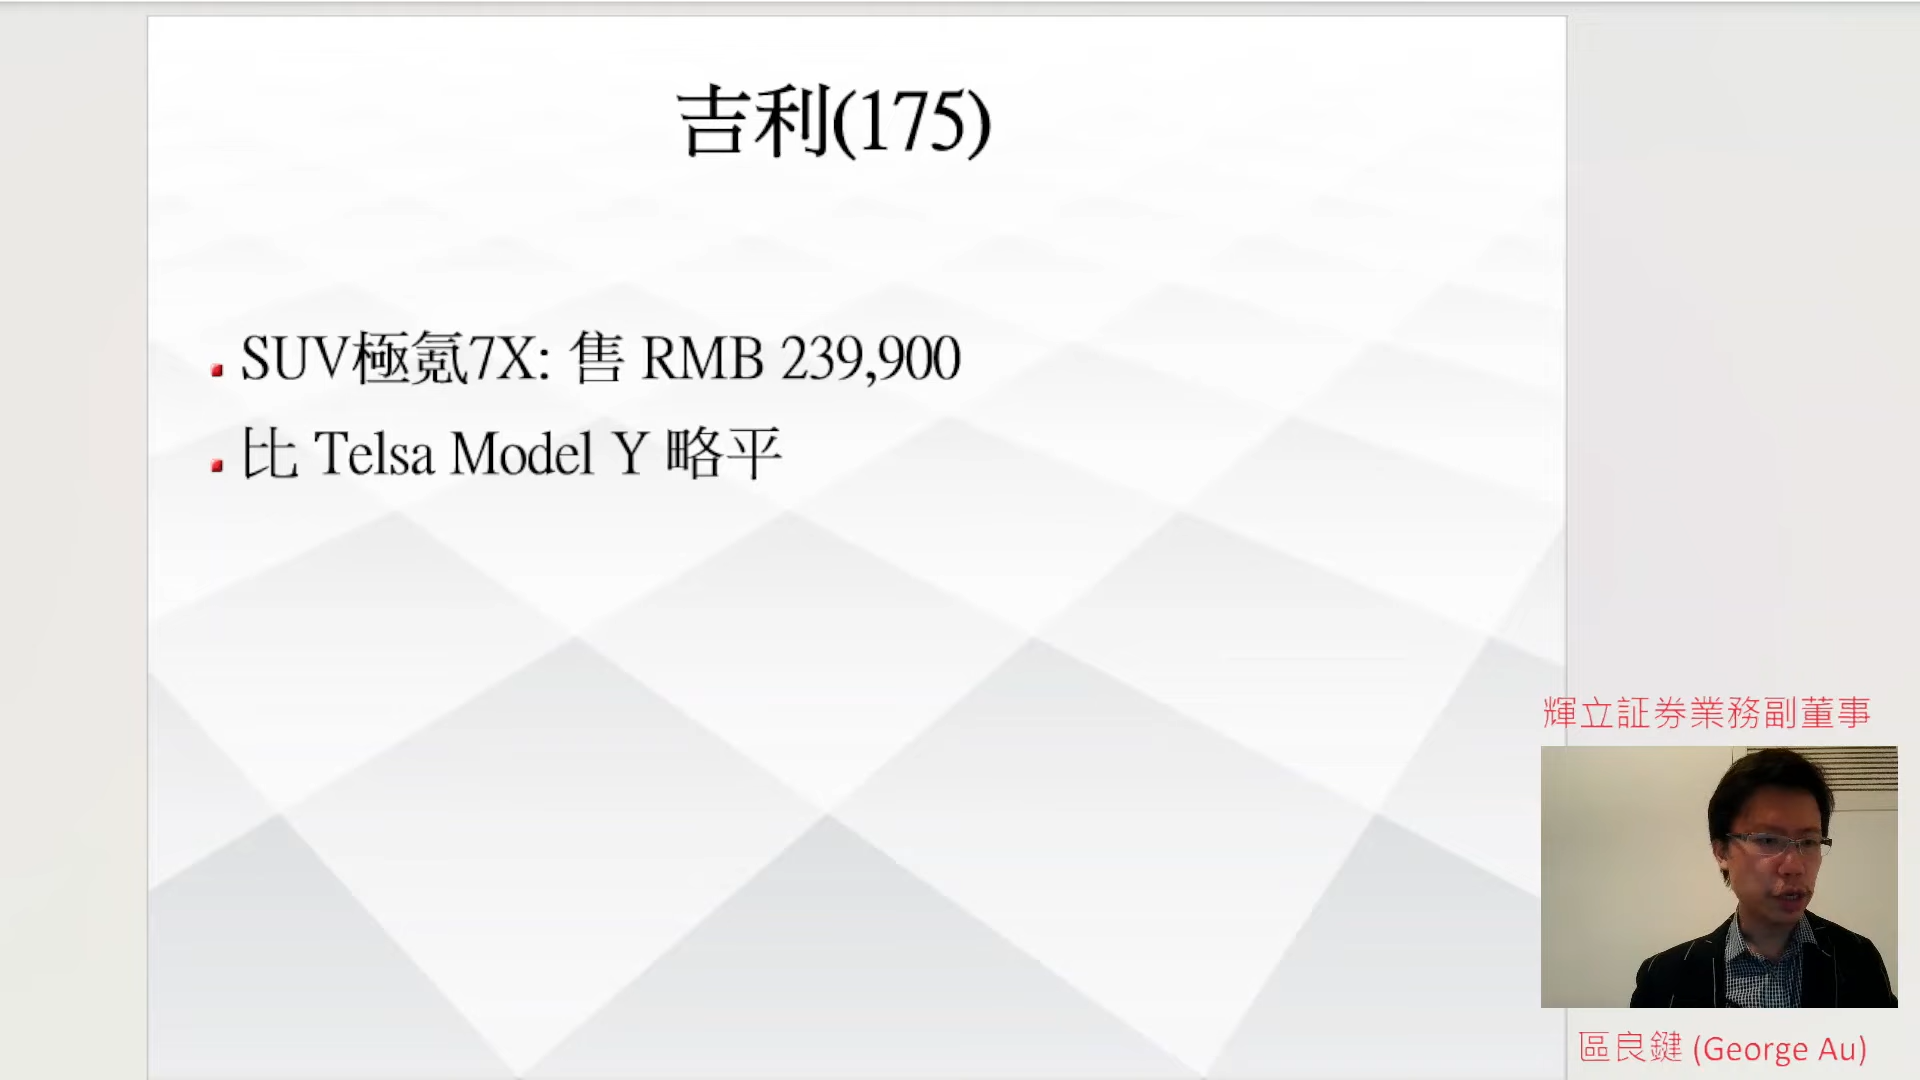 吉利(175)
SUV極氪7X: 售 RMB 239,900
比 Telsa Model Y 略平
輝立証券業務副董事
區良鍵 (George Au)